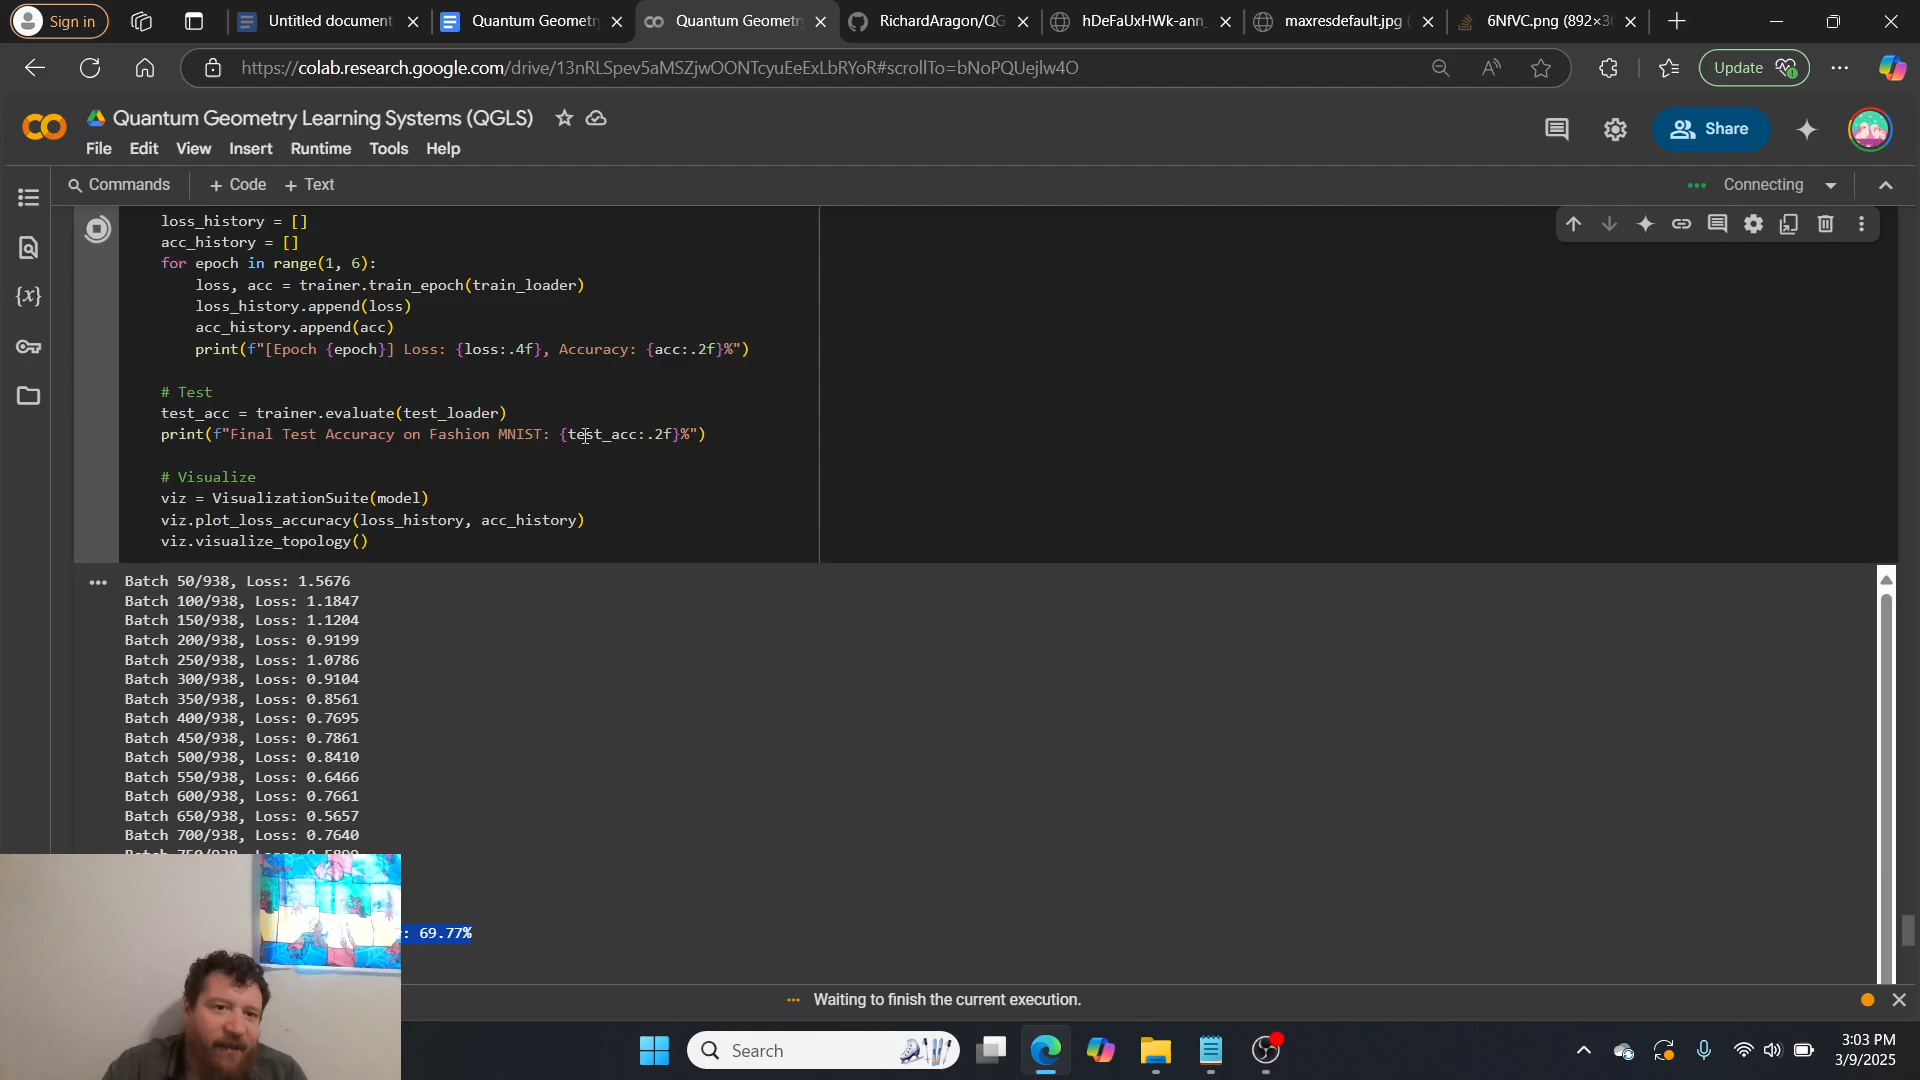 Sign in
Untitled document
Quantum Geometr
Quantum Geometr
RichardAragon/QG
hDeFaUxHWk-ann_
maxresdefault.jpg (
6NfVC.png (892×3
https://colab.research.google.com/drive/13nRLSpev5aMSZjwOONTcyuEeExLbRYoR#scrollTo=bNoPQUejlw4O
Update
Quantum Geometry Learning Systems (QGLS)
File Edit View Insert Runtime Tools Help
Share
Commands + Code + Text
Connecting
loss_history = []
acc_history = []
for epoch in range(1, 6):
loss, acc = trainer.train_epoch(train_loader)
loss_history.append(loss)
acc_history.append(acc)
print(f"[Epoch {epoch}] Loss: {loss:.4f}, Accuracy: {acc:.2f}%")
# Test
test_acc = trainer.evaluate(test_loader)
print(f"Final Test Accuracy on Fashion MNIST: {test_acc:.2f}%")
# Visualize
viz = VisualizationSuite(model)
viz.plot_loss_accuracy(loss_history, acc_history)
viz.visualize_topology()
Batch 50/938, Loss: 1.5676
Batch 100/938, Loss: 1.1847
Batch 150/938, Loss: 1.1204
Batch 200/938, Loss: 0.9199
Batch 250/938, Loss: 1.0786
Batch 300/938, Loss: 0.9104
Batch 350/938, Loss: 0.8561
Batch 400/938, Loss: 0.7695
Batch 450/938, Loss: 0.7861
Batch 500/938, Loss: 0.8410
Batch 550/938, Loss: 0.6466
Batch 600/938, Loss: 0.7661
Batch 650/938, Loss: 0.5657
Batch 700/938, Loss: 0.7640
: 69.77%
Waiting to finish the current execution.
Search
3:03 PM
3/9/2025